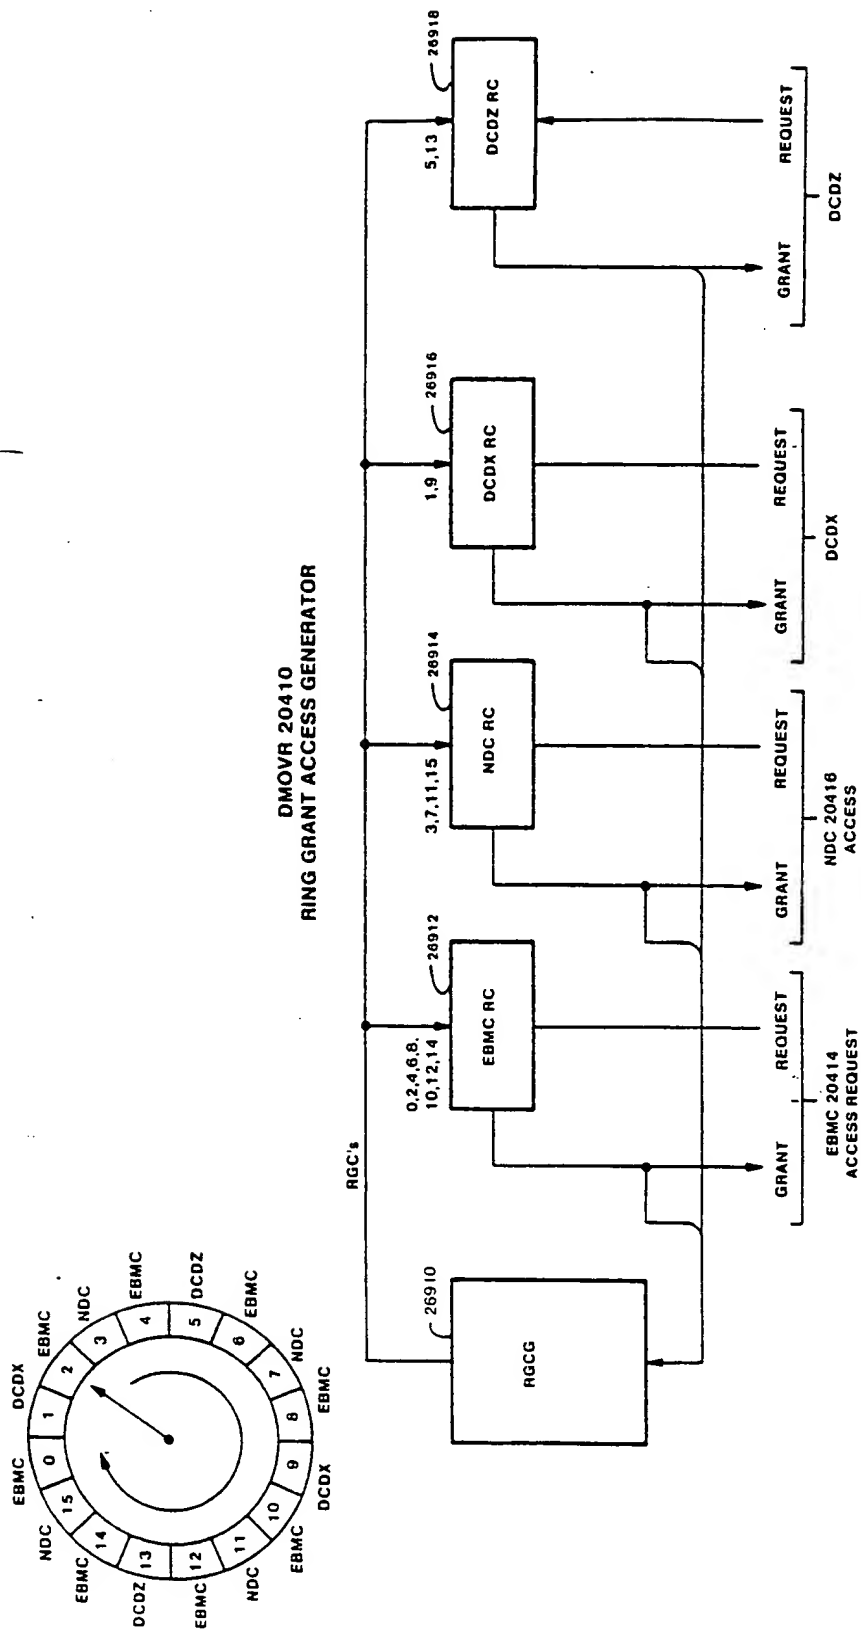 DMOVR 20410
RING GRANT ACCESS GENERATOR
EBMC
DCDX
EBMC
NDC
EBMC
DCDZ
EBMC
NDC
EBMC
DCDX
EBMC
NDC
EBMC
DCDZ
EBMC
NDC
0
1
2
3
4
5
6
7
8
9
10
11
12
13
14
15
RGC's
26910
RGCG
0,2,4,6,8,
10,12,14
26912
EBMC RC
3,7,11,15
26914
NDC RC
1,9
26916
DCDX RC
5,13
26918
DCDZ RC
GRANT REQUEST
EBMC 20414
ACCESS REQUEST
GRANT REQUEST
NDC 20416
ACCESS
GRANT REQUEST
DCDX
GRANT REQUEST
DCDZ